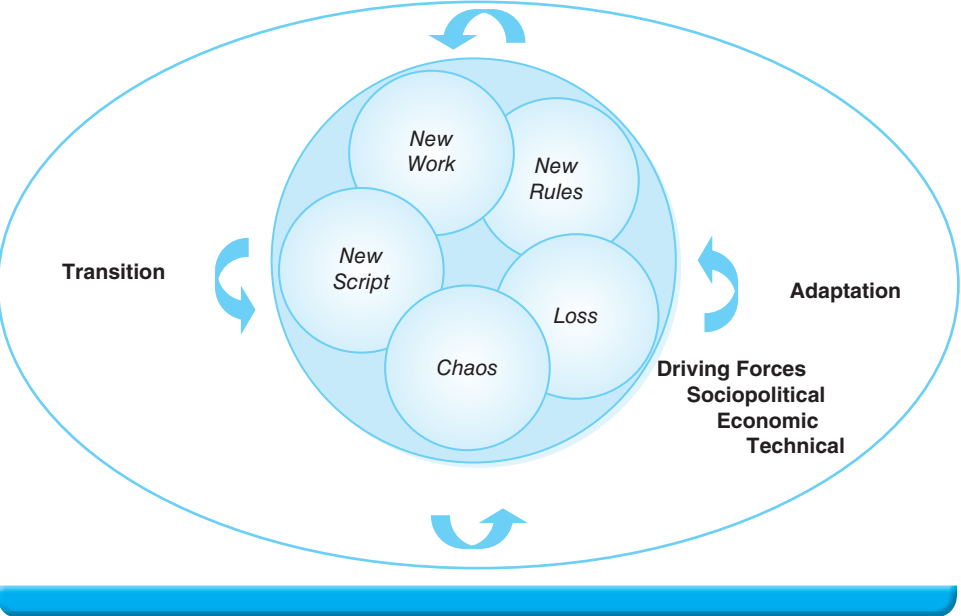 New
Work
New
Rules
New
Script
Loss
Chaos
Transition
Adaptation
Driving Forces
Sociopolitical
Economic
Technical